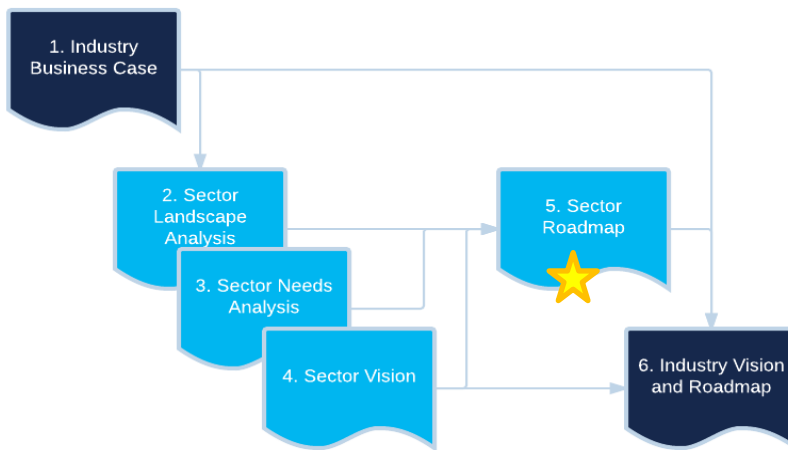 1. Industry
Business Case
2. Sector
Landscape
Analysis
3. Sector Needs
Analysis
4. Sector Vision
5. Sector
Roadmap
6. Industry Vision
and Roadmap